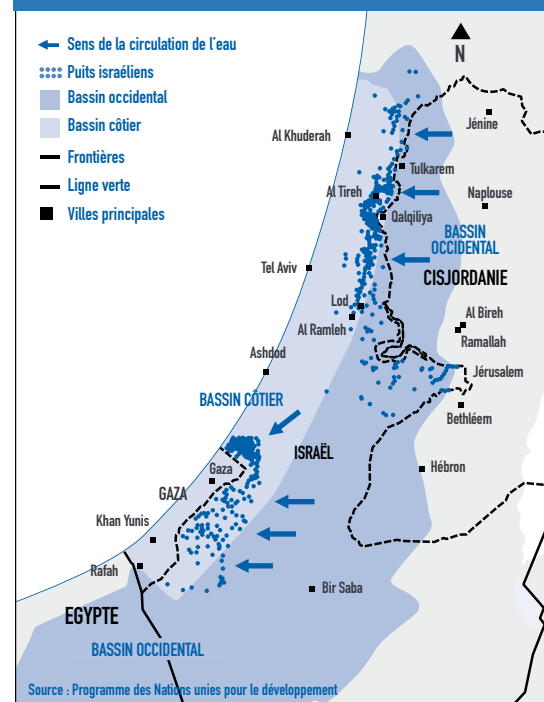 Sens de la circulation de l'eau
Puits israéliens
Bassin occidental
Bassin côtier
Frontières
Ligne verte
Villes principales
N
Jénine
Al Khuderah
Tulkarem
Al Tireh
Naplouse
Qalqiliya
BASSIN
OCCIDENTAL
Tel Aviv
CISJORDANIE
Lod
Al Bireh
Al Ramleh
Ramallah
Ashdod
Jérusalem
BASSIN CÔTIER
Bethléem
ISRAËL
Gaza
Hébron
GAZA
Khan Yunis
Rafah
Bir Saba
EGYPTE
BASSIN OCCIDENTAL
Source : Programme des Nations unies pour le développement